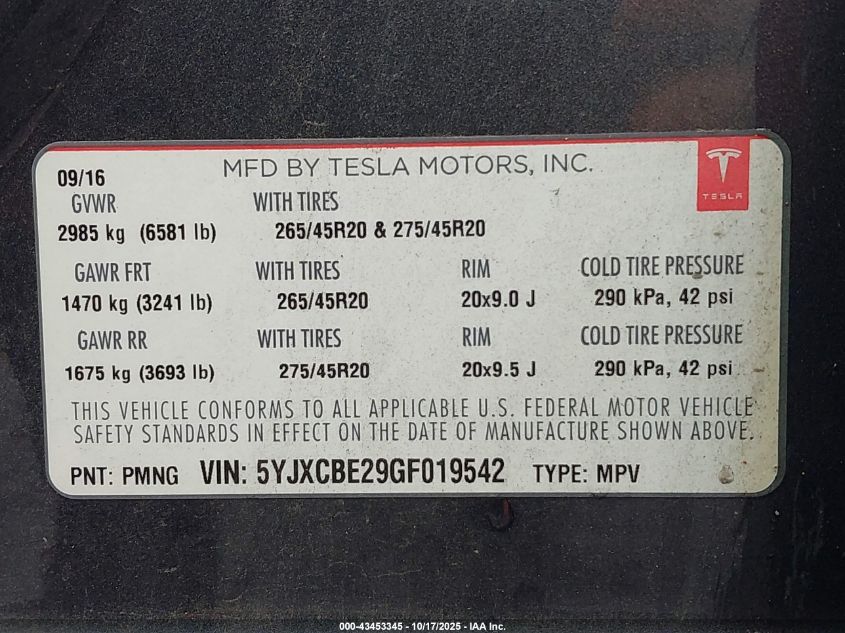 MFD BY TESLA MOTORS, INC.
TESLA
09/16
GVWR WITH TIRES
2985 kg (6581 lb) 265/45R20 & 275/45R20
GAWR FRT WITH TIRES RIM COLD TIRE PRESSURE
1470 kg (3241 lb) 265/45R20 20x9.0 J 290 kPa, 42 psi
GAWR RR WITH TIRES RIM COLD TIRE PRESSURE
1675 kg (3693 lb) 275/45R20 20x9.5 J 290 kPa, 42 psi
THIS VEHICLE CONFORMS TO ALL APPLICABLE U.S. FEDERAL MOTOR VEHICLE
SAFETY STANDARDS IN EFFECT ON THE DATE OF MANUFACTURE SHOWN ABOVE.
PNT: PMNG VIN: 5YJXCBE29GF019542 TYPE: MPV
000-43453345 - 10/17/2025 - IAA Inc.